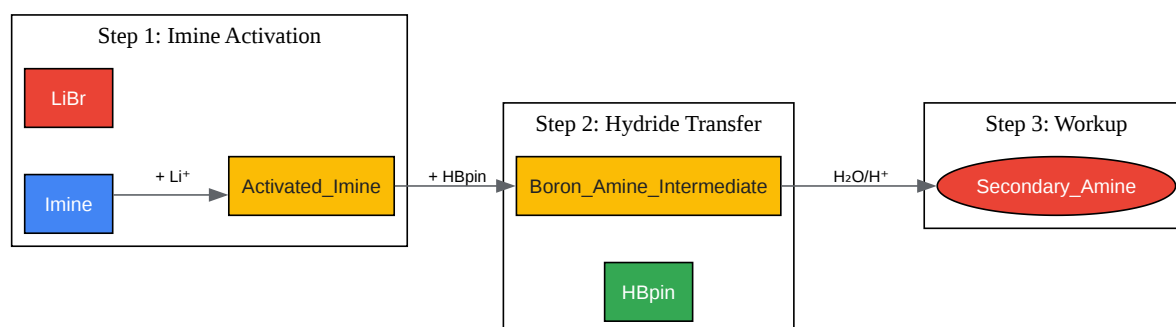 Step 1: Imine Activation
LiBr
Imine
+ Li⁺
Activated_Imine
+ HBpin
Step 2: Hydride Transfer
Boron_Amine_Intermediate
HBpin
H₂O/H⁺
Step 3: Workup
Secondary_Amine